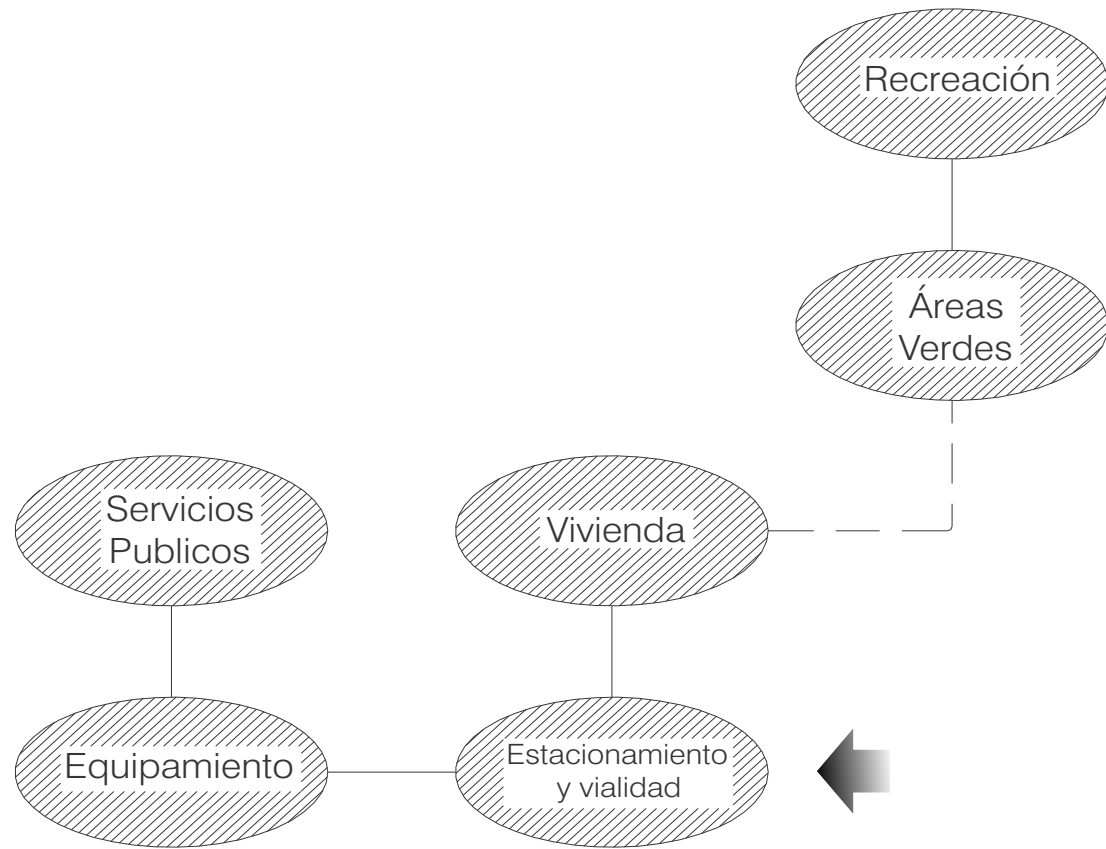 Recreación
Áreas
Verdes
Servicios
Publicos
Vivienda
Equipamiento
Estacionamiento
y vialidad